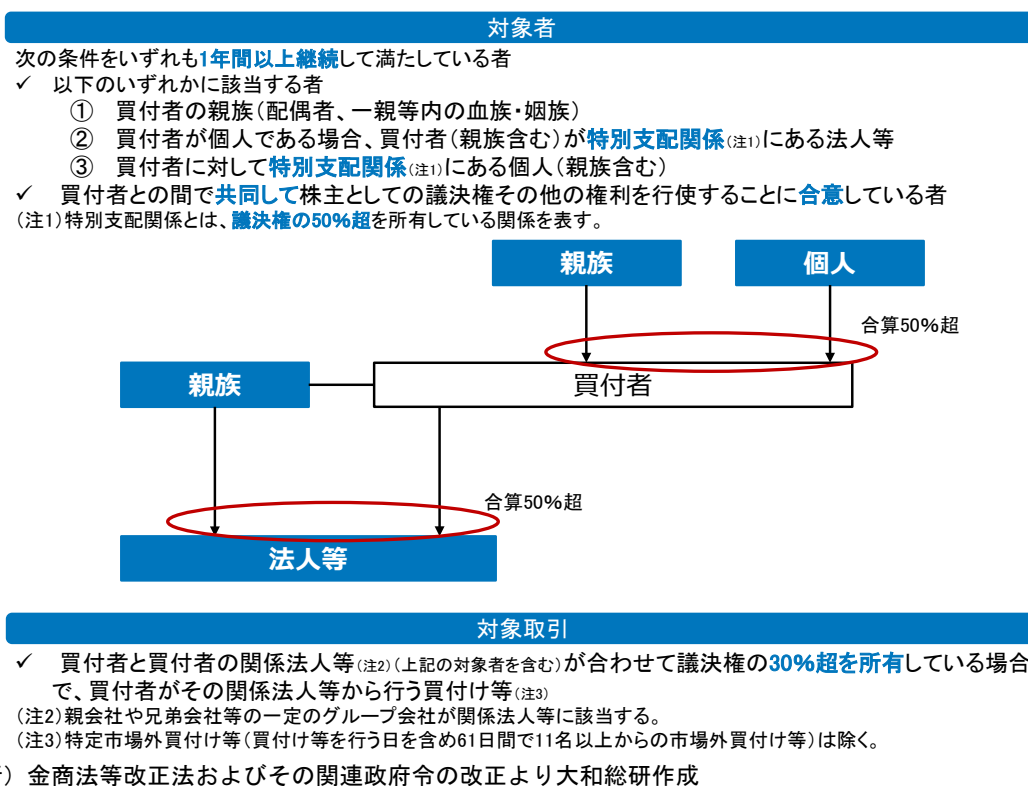 対象者
次の条件をいずれも1年間以上継続して満たしている者
✓ 以下のいずれかに該当する者
① 買付者の親族(配偶者、一親等内の血族・姻族)
② 買付者が個人である場合、買付者(親族含む)が特別支配関係(注1)にある法人等
③ 買付者に対して特別支配関係(注1)にある個人(親族含む)
✓ 買付者との間で共同して株主としての議決権その他の権利を行使することに合意している者
(注1)特別支配関係とは、議決権の50%超を所有している関係を表す。
親族 個人
合算50%超
親族 買付者
合算50%超
法人等
対象取引
✓ 買付者と買付者の関係法人等(注2)(上記の対象者を含む)が合わせて議決権の30%超を所有している場合
で、買付者がその関係法人等から行う買付け等(注3)
(注2)親会社や兄弟会社等の一定のグループ会社が関係法人等に該当する。
(注3)特定市場外買付け等(買付け等を行う日を含め61日間で11名以上からの市場外買付け等)は除く。
) 金商法等改正法およびその関連政府令の改正より大和総研作成